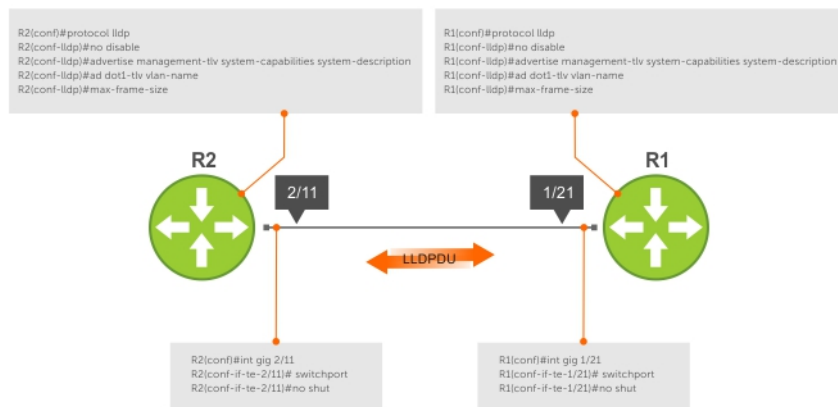 R2(conf)#protocol lldp
R2(conf-lldp)#no disable
R2(conf-lldp)#advertise management-tlv system-capabilities system-description
R2(conf-lldp)#ad dot1-tlv vlan-name
R2(conf-lldp)#max-frame-size
R1(conf)#protocol lldp
R1(conf-lldp)#no disable
R1(conf-lldp)#advertise management-tlv system-capabilities system-description
R1(conf-lldp)#ad dot1-tlv vlan-name
R1(conf-lldp)#max-frame-size
R2
R1
2/11
1/21
LLDPDU
R2(conf)#int gig 2/11
R2(conf-if-te-2/11)# switchport
R2(conf-if-te-2/11)#no shut
R1(conf)#int gig 1/21
R1(conf-if-te-1/21)# switchport
R1(conf-if-te-1/21)#no shut